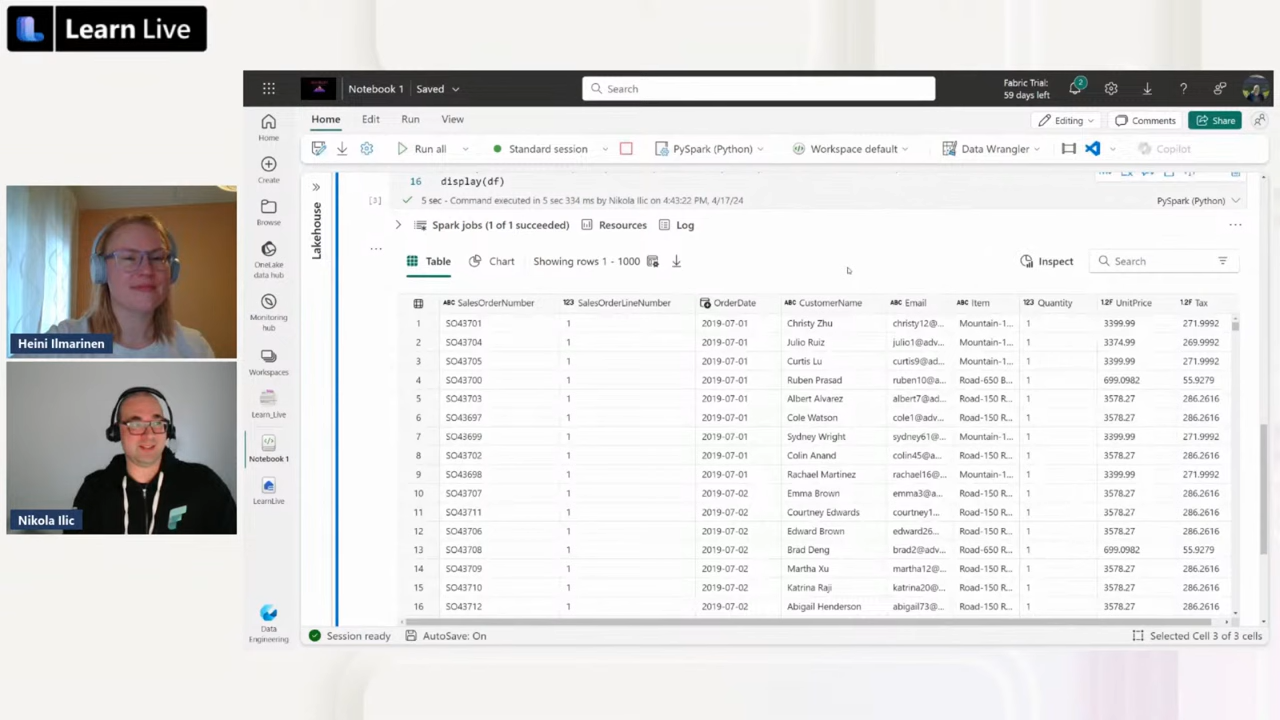 Learn Live
Notebook 1 Saved
Search
Fabric Trial:
59 days left
2
Home Edit Run View
Editing Comments Share
Run all Standard session PySpark (Python) Workspace default Data Wrangler Copilot
Home
Create
Browse
OneLake
data hub
Monitoring
hub
Workspaces
Learn_Live
Notebook 1
LearnLive
Data
Engineering
Lakehouse
Heini Ilmarinen
Nikola Ilic
16 display(df)
[3] 5 sec - Command executed in 5 sec 334 ms by Nikola Ilic on 4:43:22 PM, 4/17/24 PySpark (Python)
Spark jobs (1 of 1 succeeded) Resources Log
Table Chart Showing rows 1 - 1000 Inspect Search
ABC SalesOrderNumber 123 SalesOrderLineNumber OrderDate ABC CustomerName ABC Email ABC Item 123 Quantity 12F UnitPrice 12F Tax
1 SO43701 1 2019-07-01 Christy Zhu christy12@... Mountain-1... 1 3399.99 271.9992
2 SO43704 1 2019-07-01 Julio Ruiz julio1@adv... Mountain-1... 1 3374.99 269.9992
3 SO43705 1 2019-07-01 Curtis Lu curtis9@ad... Mountain-1... 1 3399.99 271.9992
4 SO43700 1 2019-07-01 Ruben Prasad ruben10@a... Road-650 B... 1 699.0982 55.9279
5 SO43703 1 2019-07-01 Albert Alvarez albert7@ad... Road-150 R... 1 3578.27 286.2616
6 SO43697 1 2019-07-01 Cole Watson cole1@adv... Road-150 R... 1 3578.27 286.2616
7 SO43699 1 2019-07-01 Sydney Wright sydney61@... Mountain-1... 1 3399.99 271.9992
8 SO43702 1 2019-07-01 Colin Anand colin45@a... Road-150 R... 1 3578.27 286.2616
9 SO43698 1 2019-07-01 Rachael Martinez rachael16@... Mountain-1... 1 3399.99 271.9992
10 SO43707 1 2019-07-02 Emma Brown emma3@a... Road-150 R... 1 3578.27 286.2616
11 SO43711 1 2019-07-02 Courtney Edwards courtney1... Road-150 R... 1 3578.27 286.2616
12 SO43706 1 2019-07-02 Edward Brown edward26... Road-150 R... 1 3578.27 286.2616
13 SO43708 1 2019-07-02 Brad Deng brad2@adv... Road-650 R... 1 699.0982 55.9279
14 SO43709 1 2019-07-02 Martha Xu martha12@... Road-150 R... 1 3578.27 286.2616
15 SO43710 1 2019-07-02 Katrina Raji katrina20@... Road-150 R... 1 3578.27 286.2616
16 SO43712 1 2019-07-02 Abigail Henderson abigail73@... Road-150 R... 1 3578.27 286.2616
Session ready AutoSave: On Selected Cell 3 of 3 cells